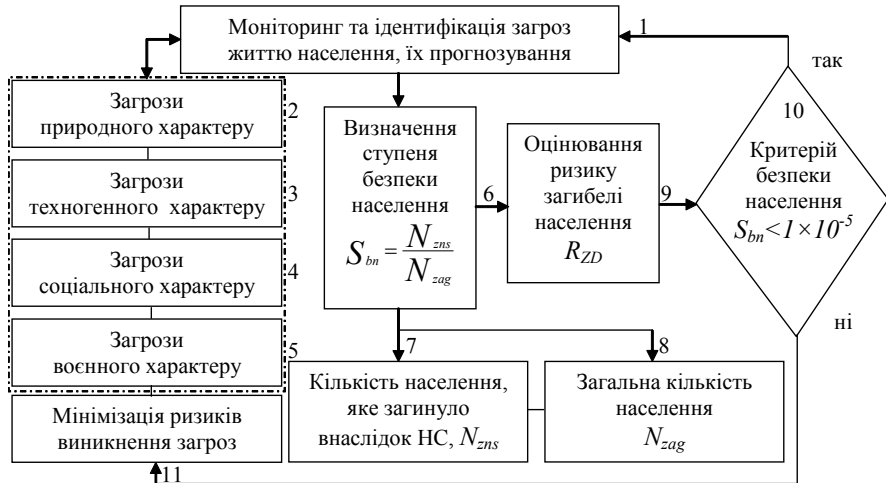 Моніторинг та ідентифікація загроз
життю населення, їх прогнозування
1
так
Загрози
природного характеру
2
Загрози
техногенного характеру
3
Загрози
соціального характеру
4
Загрози
воєнного характеру
5
Мінімізація ризиків
виникнення загроз
11
Визначення
ступеня
безпеки
населення
S_bn = N_zns / N_zag
6
Оцінювання
ризику
загибелі
населення
R_ZD
9
10
Критерій
безпеки
населення
S_bn<1×10^-5
ні
7
Кількість населення,
яке загинуло
внаслідок НС, N_zns
8
Загальна кількість
населення
N_zag